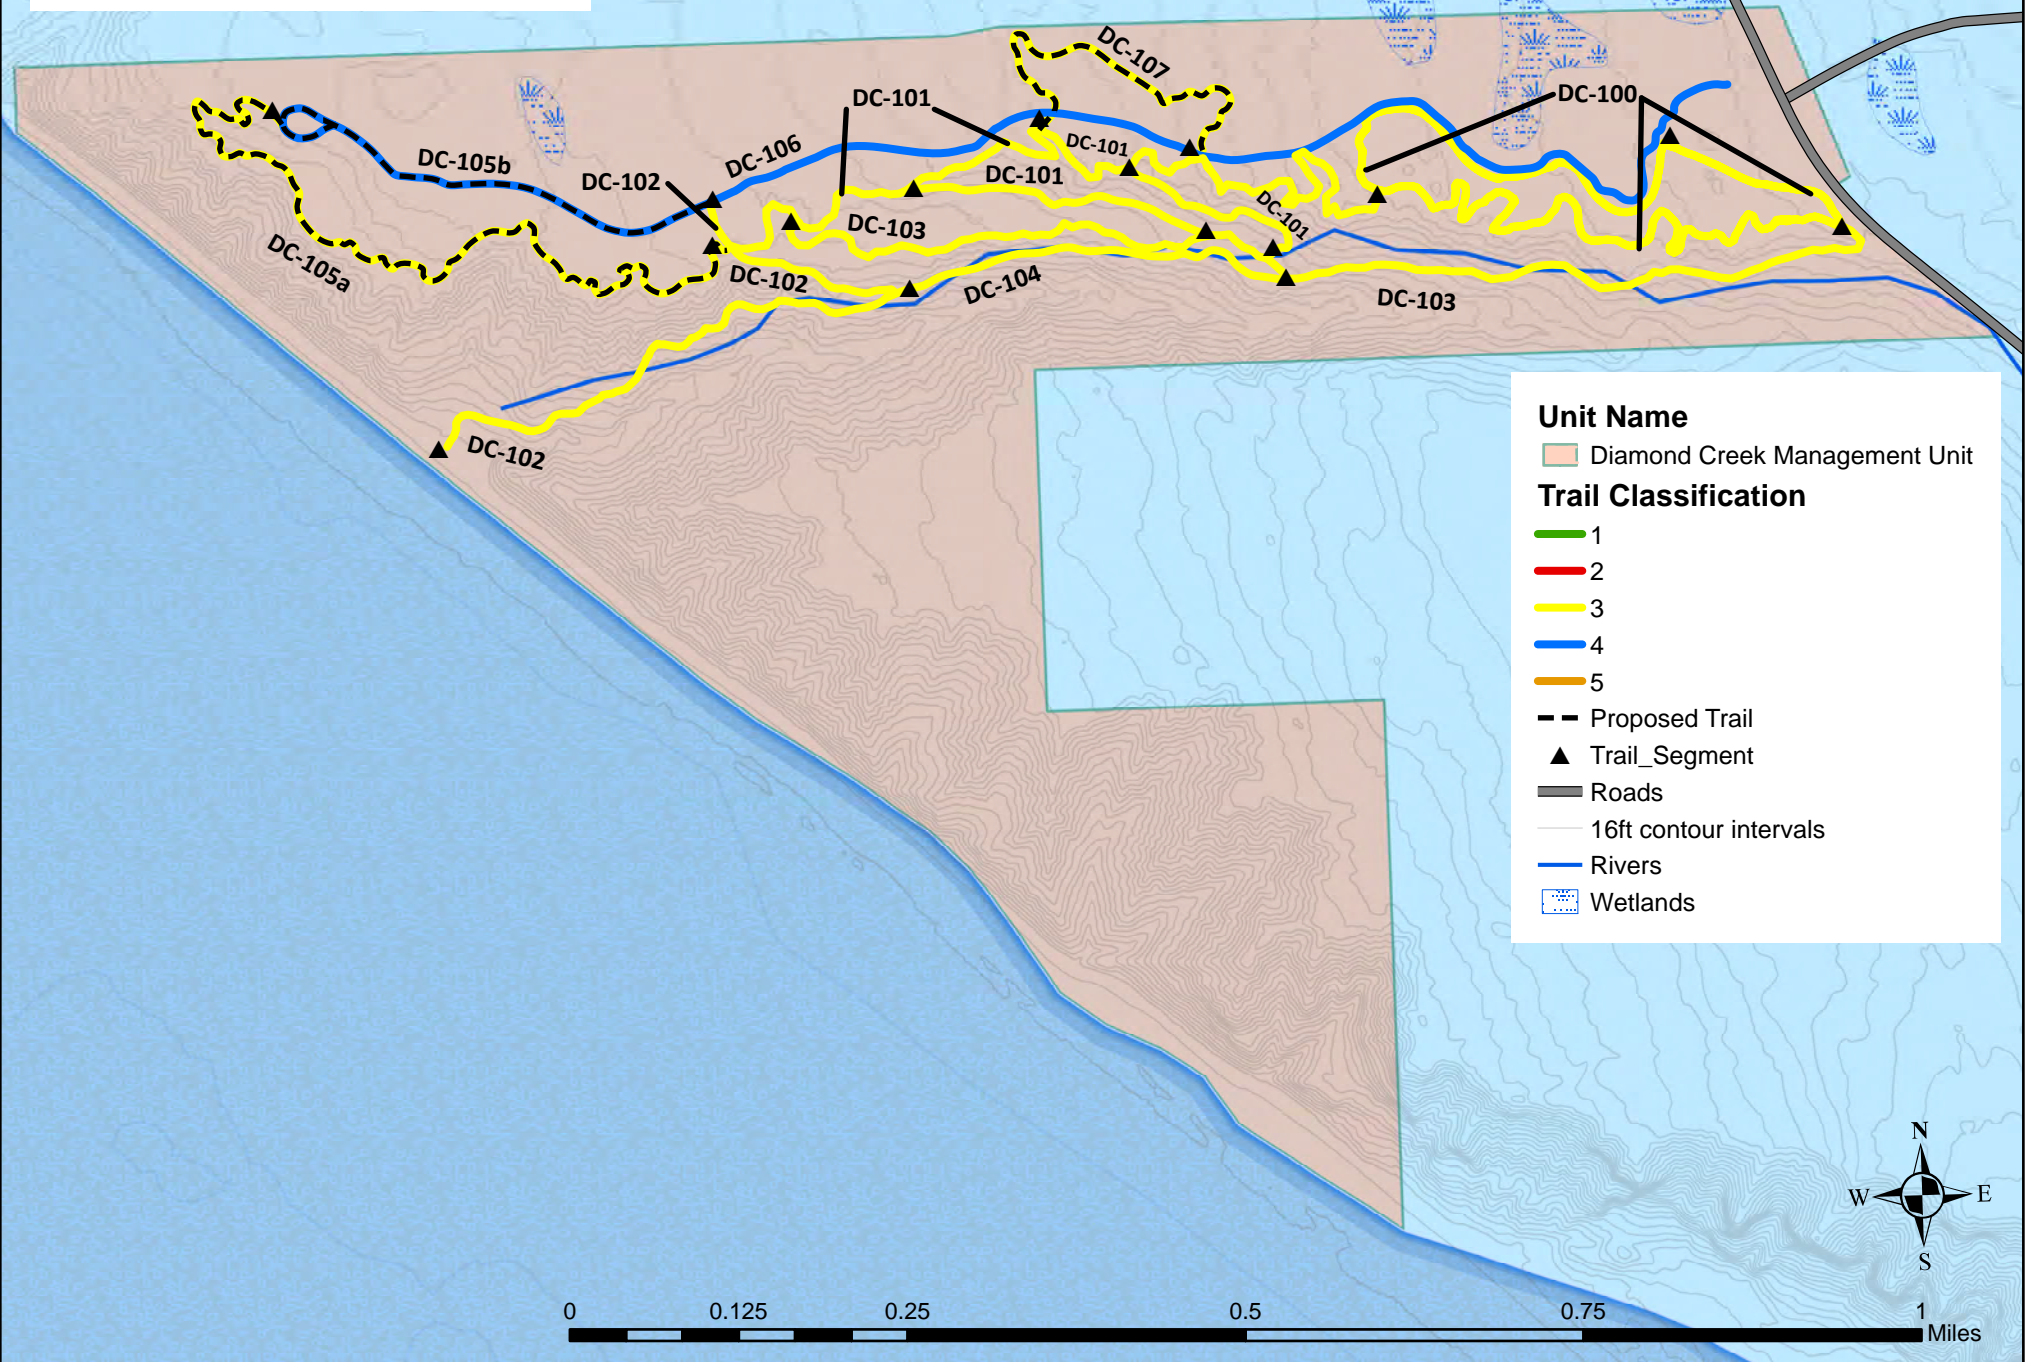 DC-107
DC-101
DC-100
DC-101
DC-106
DC-105b
DC-102
DC-101
DC-101
DC-103
DC-105a
DC-102
DC-104
DC-103
DC-102
Unit Name
Diamond Creek Management Unit
Trail Classification
1
2
3
4
5
Proposed Trail
Trail_Segment
Roads
16ft contour intervals
Rivers
Wetlands
N
W E
S
0 0.125 0.25 0.5 0.75 1
Miles